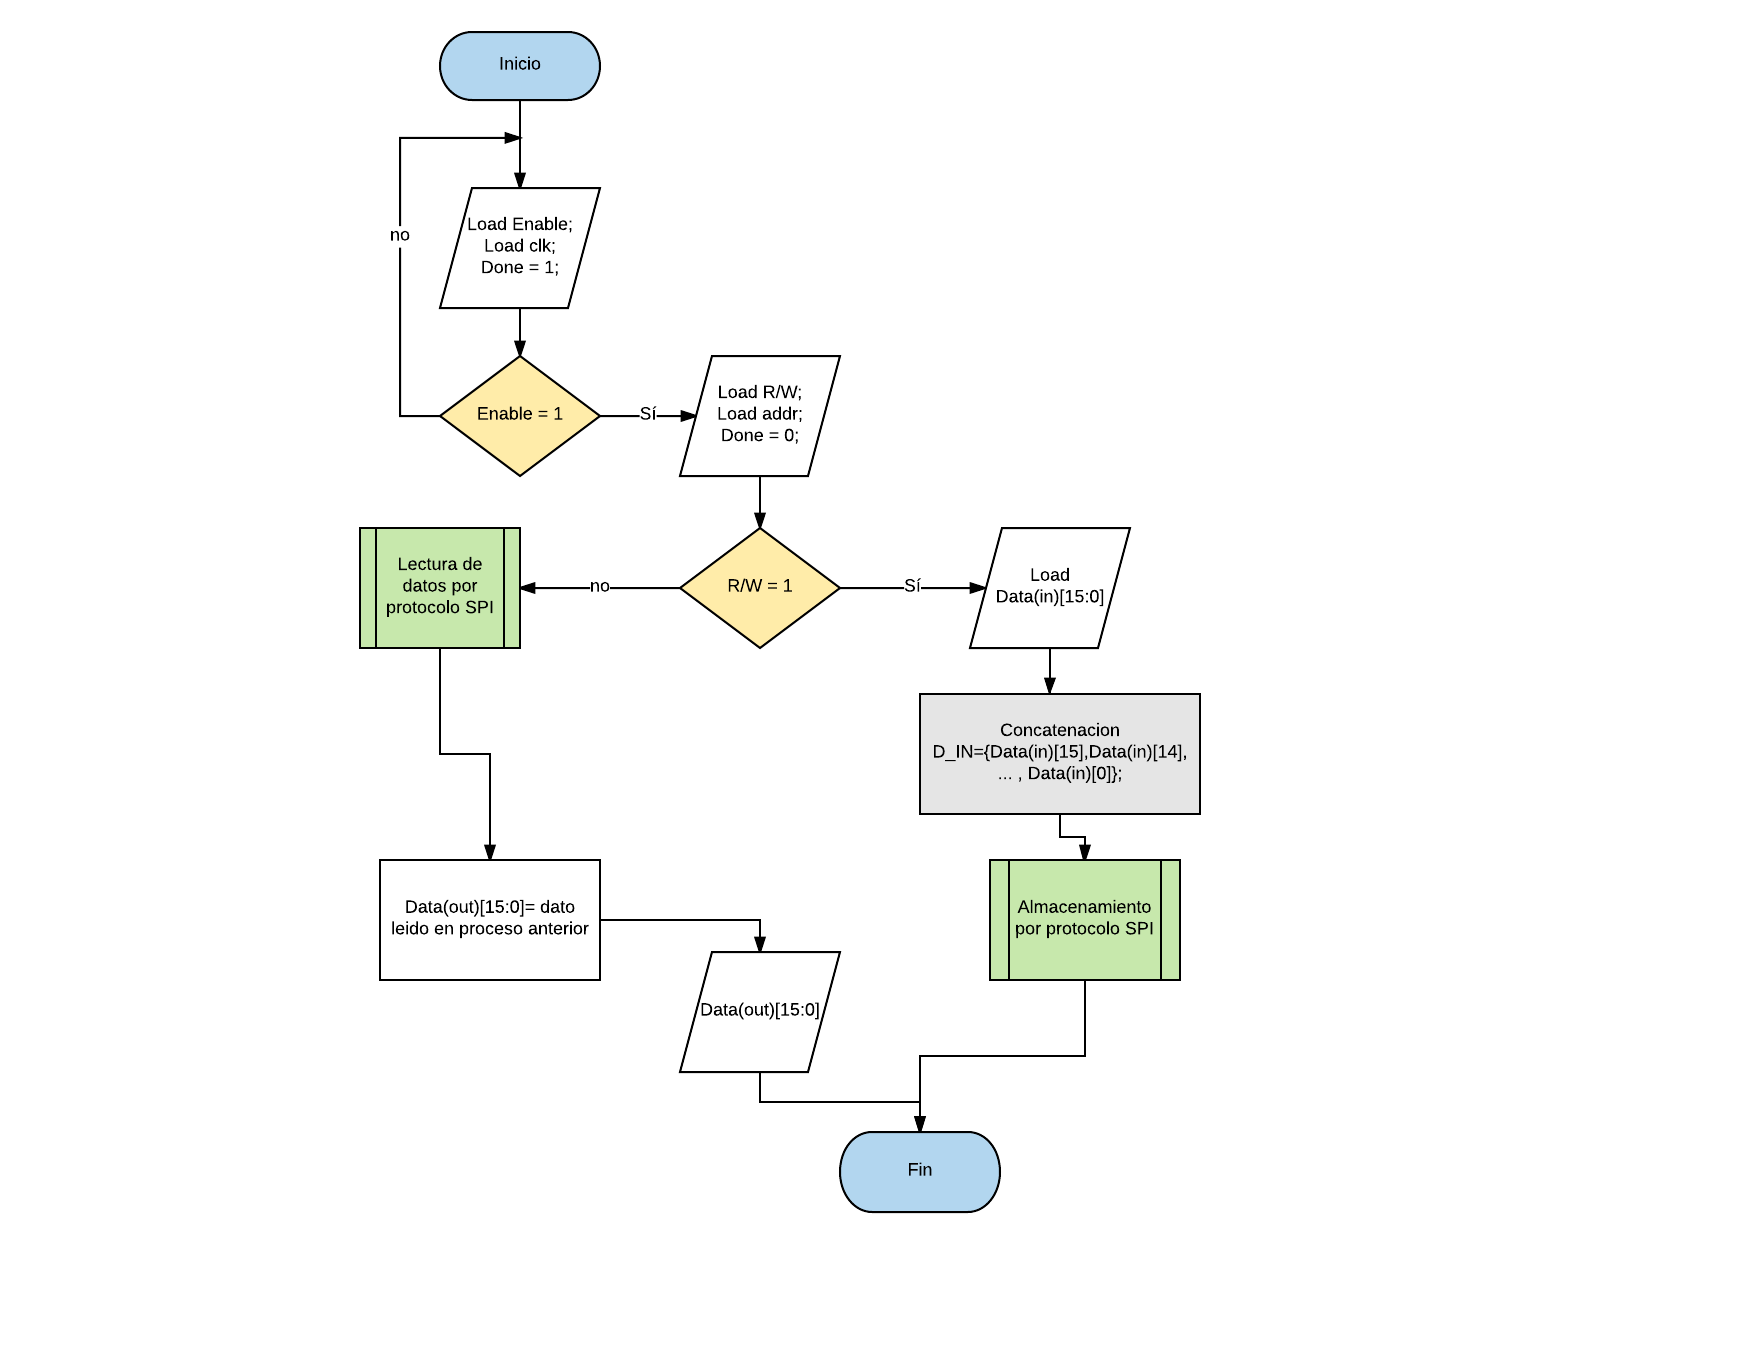 Inicio
no
Load Enable;
Load clk;
Done = 1;
Enable = 1
Sí
Load R/W;
Load addr;
Done = 0;
Lectura de
datos por
protocolo SPI
no
R/W = 1
Sí
Load
Data(in)[15:0]
Concatenacion
D_IN={Data(in)[15],Data(in)[14],
... , Data(in)[0]};
Data(out)[15:0]= dato
leido en proceso anterior
Almacenamiento
por protocolo SPI
Data(out)[15:0]
Fin